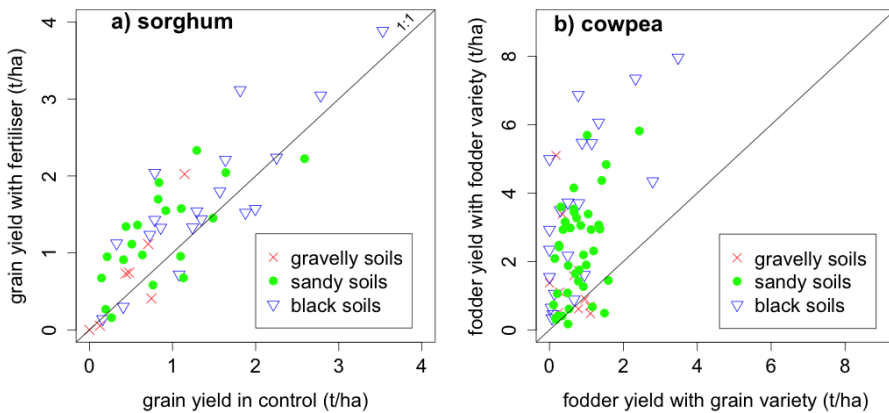 a) sorghum
1:1
grain yield with fertiliser (t/ha)
4
3
2
1
0
gravelly soils
sandy soils
black soils
0 1 2 3 4
grain yield in control (t/ha)
b) cowpea
fodder yield with fodder variety (t/ha)
8
6
4
2
0
gravelly soils
sandy soils
black soils
0 2 4 6 8
fodder yield with grain variety (t/ha)